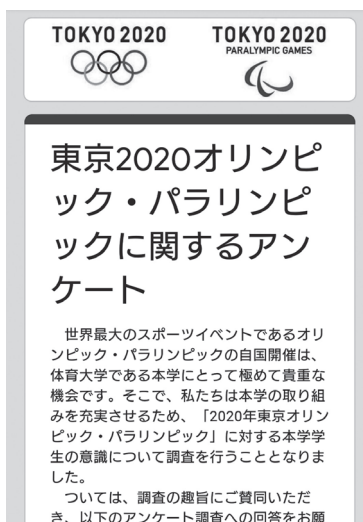 TOKYO 2020
TOKYO 2020
PARALYMPIC GAMES
東京2020オリンピ
ック・パラリンピ
ックに関するアン
ケート
世界最大のスポーツイベントであるオリ
ンピック・パラリンピックの自国開催は、
体育大学である本学にとって極めて貴重な
機会です。そこで、私たちは本学の取り組
みを充実させるため、「2020年東京オリン
ピック・パラリンピック」に対する本学学
生の意識について調査を行うこととなりま
した。
ついては、調査の趣旨にご賛同いただ
き、以下のアンケート調査への回答をお願